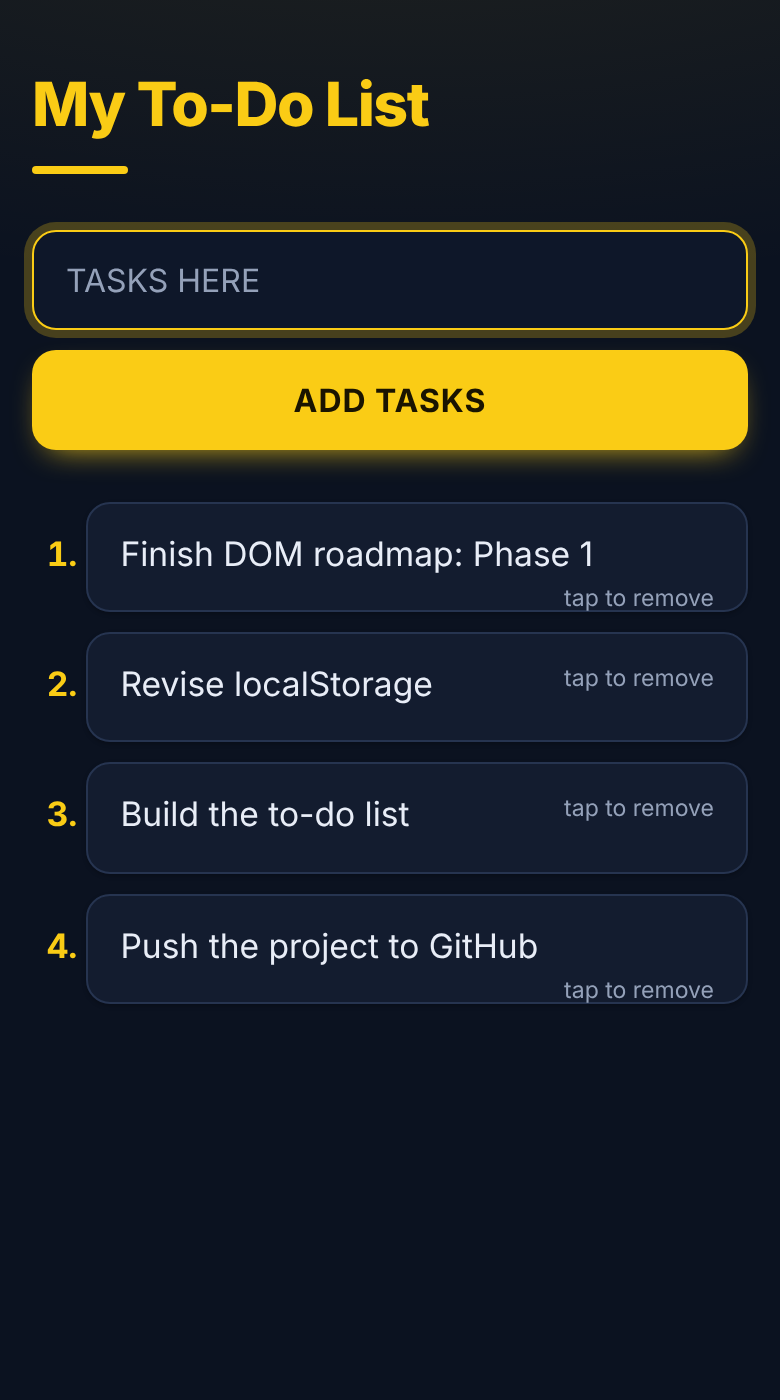 My To-Do List
TASKS HERE
ADD TASKS
1. Finish DOM roadmap: Phase 1
tap to remove
2. Revise localStorage tap to remove
3. Build the to-do list tap to remove
4. Push the project to GitHub
tap to remove